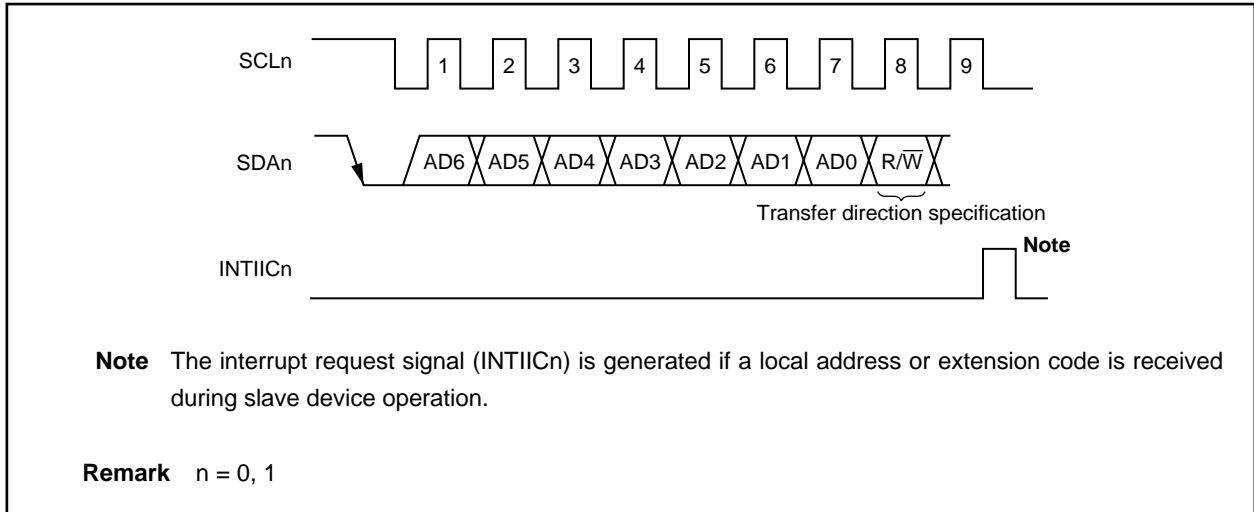 SCLn 1 2 3 4 5 6 7 8 9
SDAn AD6 AD5 AD4 AD3 AD2 AD1 AD0 R/W̅
Transfer direction specification
Note
INTIICn
Note The interrupt request signal (INTIICn) is generated if a local address or extension code is received
during slave device operation.
Remark n = 0, 1